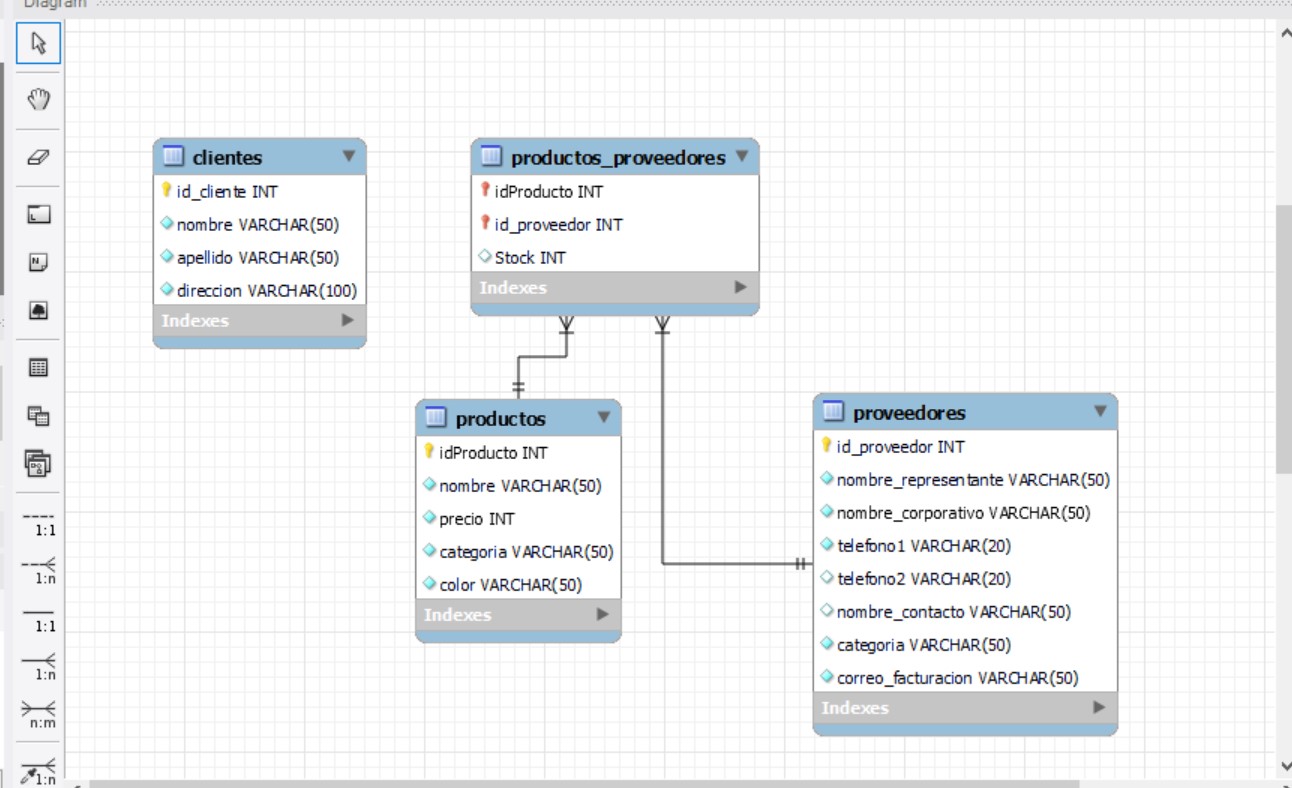 Diagram
clientes
id_cliente INT
nombre VARCHAR(50)
apellido VARCHAR(50)
direccion VARCHAR(100)
Indexes
productos_proveedores
idProducto INT
id_proveedor INT
Stock INT
Indexes
productos
idProducto INT
nombre VARCHAR(50)
precio INT
categoria VARCHAR(50)
color VARCHAR(50)
Indexes
proveedores
id_proveedor INT
nombre_representante VARCHAR(50)
nombre_corporativo VARCHAR(50)
telefono1 VARCHAR(20)
telefono2 VARCHAR(20)
nombre_contacto VARCHAR(50)
categoria VARCHAR(50)
correo_facturacion VARCHAR(50)
Indexes
1:1
1:n
1:1
1:n
n:m
1:n